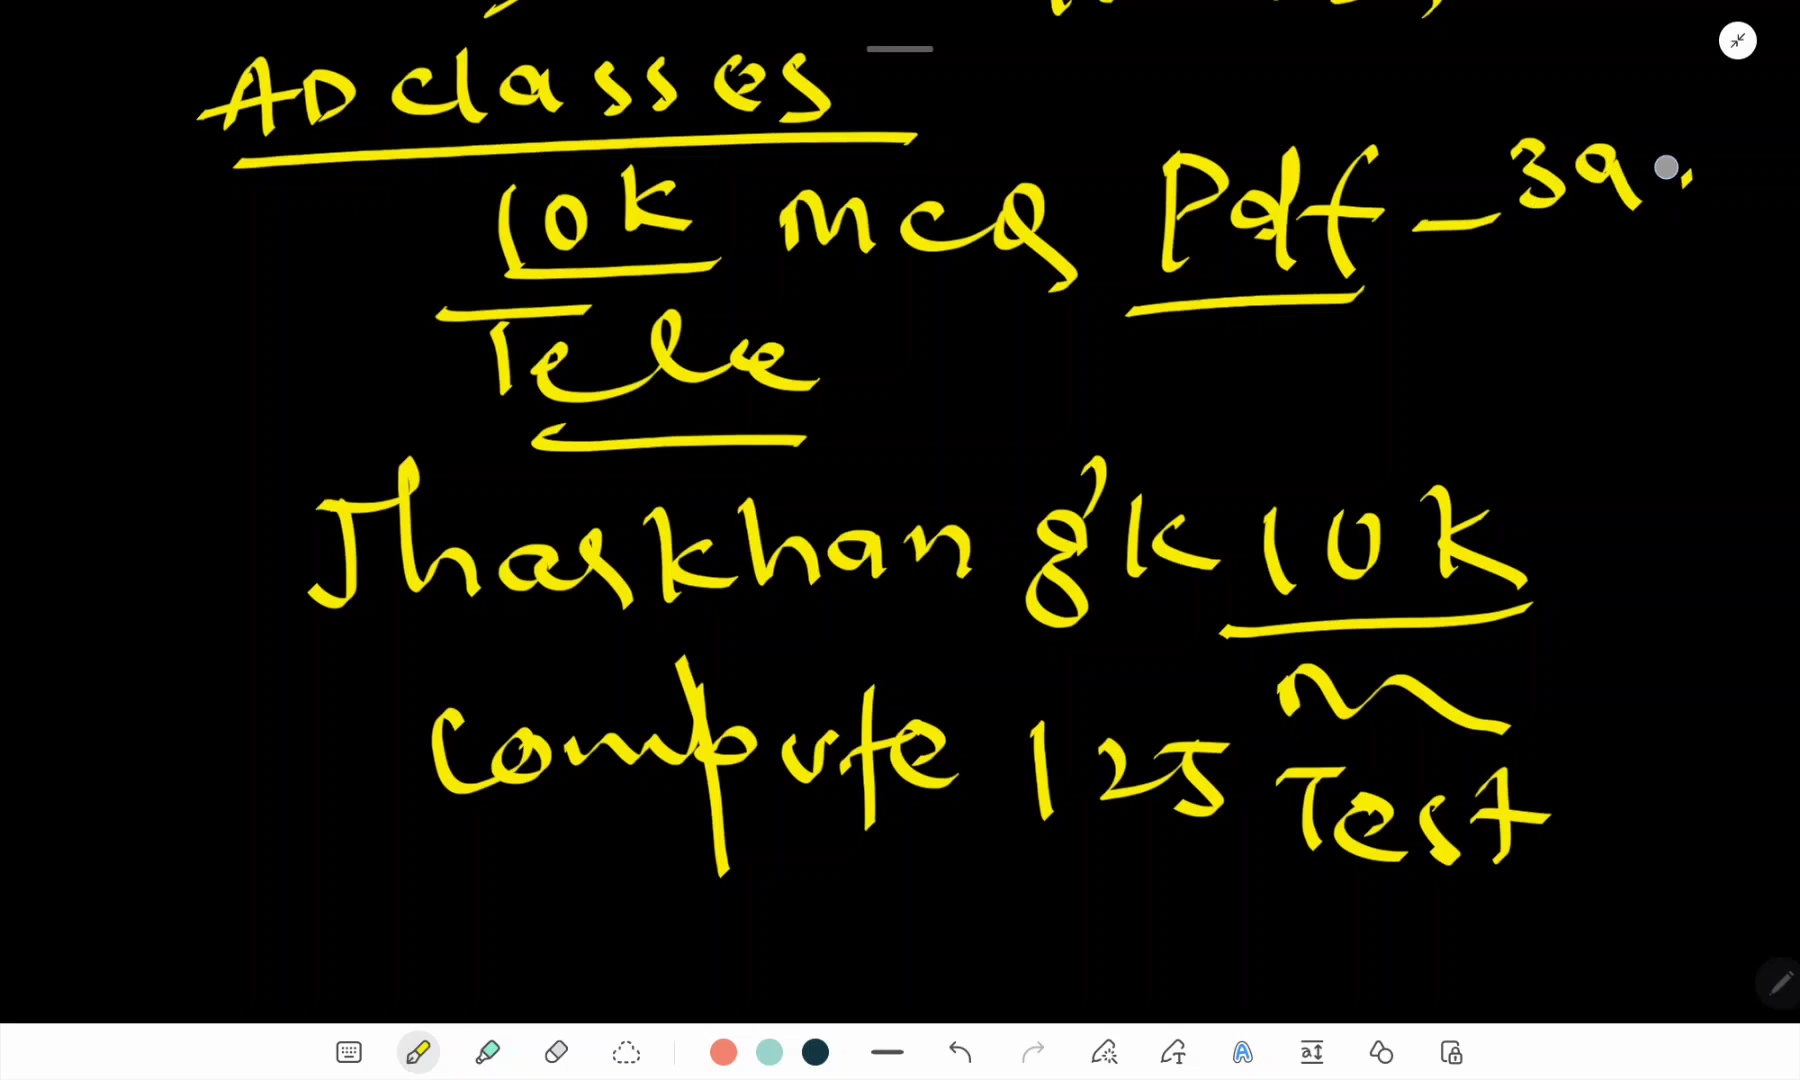 AD classes
10k mcq Pdf - 39
Tele
Jharkhan gk 10k
compute 125 Test